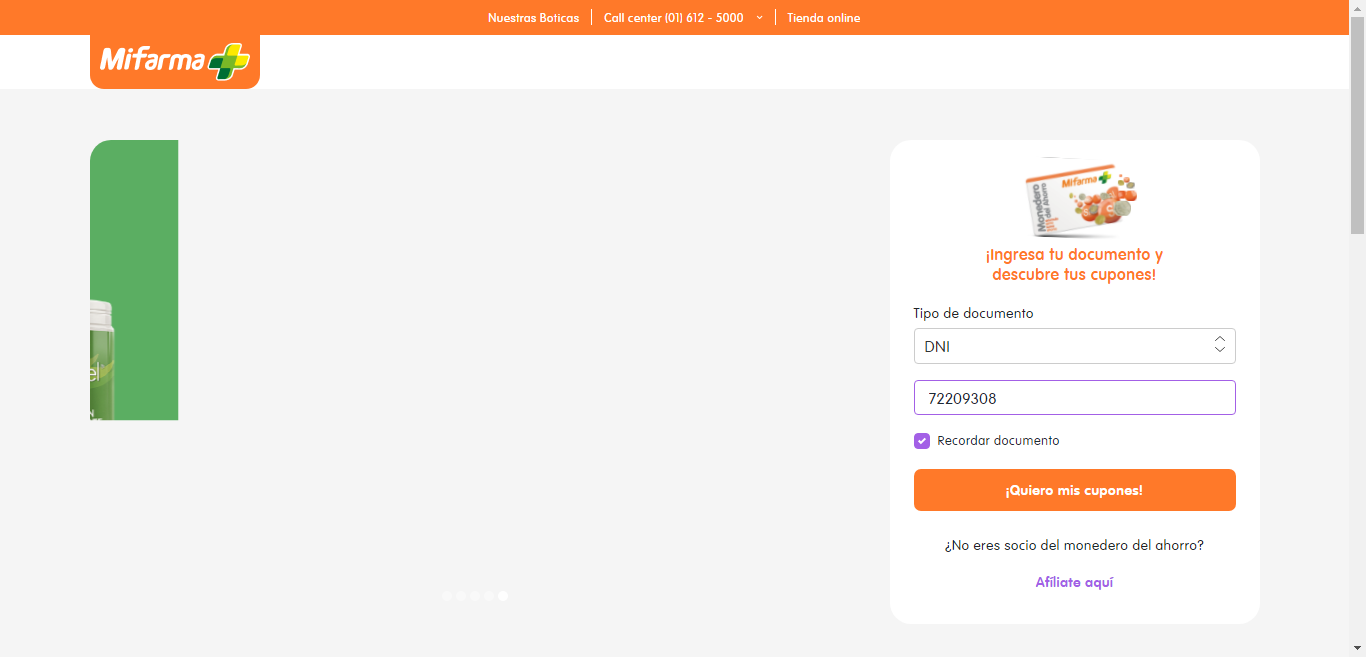 Nuestras Boticas
Call center (01) 612 - 5000
Tienda online
Mifarma
Mifarma
Monedero
del Ahorro
¡Ingresa tu documento y
descubre tus cupones!
Tipo de documento
DNI
72209308
Recordar documento
¡Quiero mis cupones!
¿No eres socio del monedero del ahorro?
Afíliate aquí